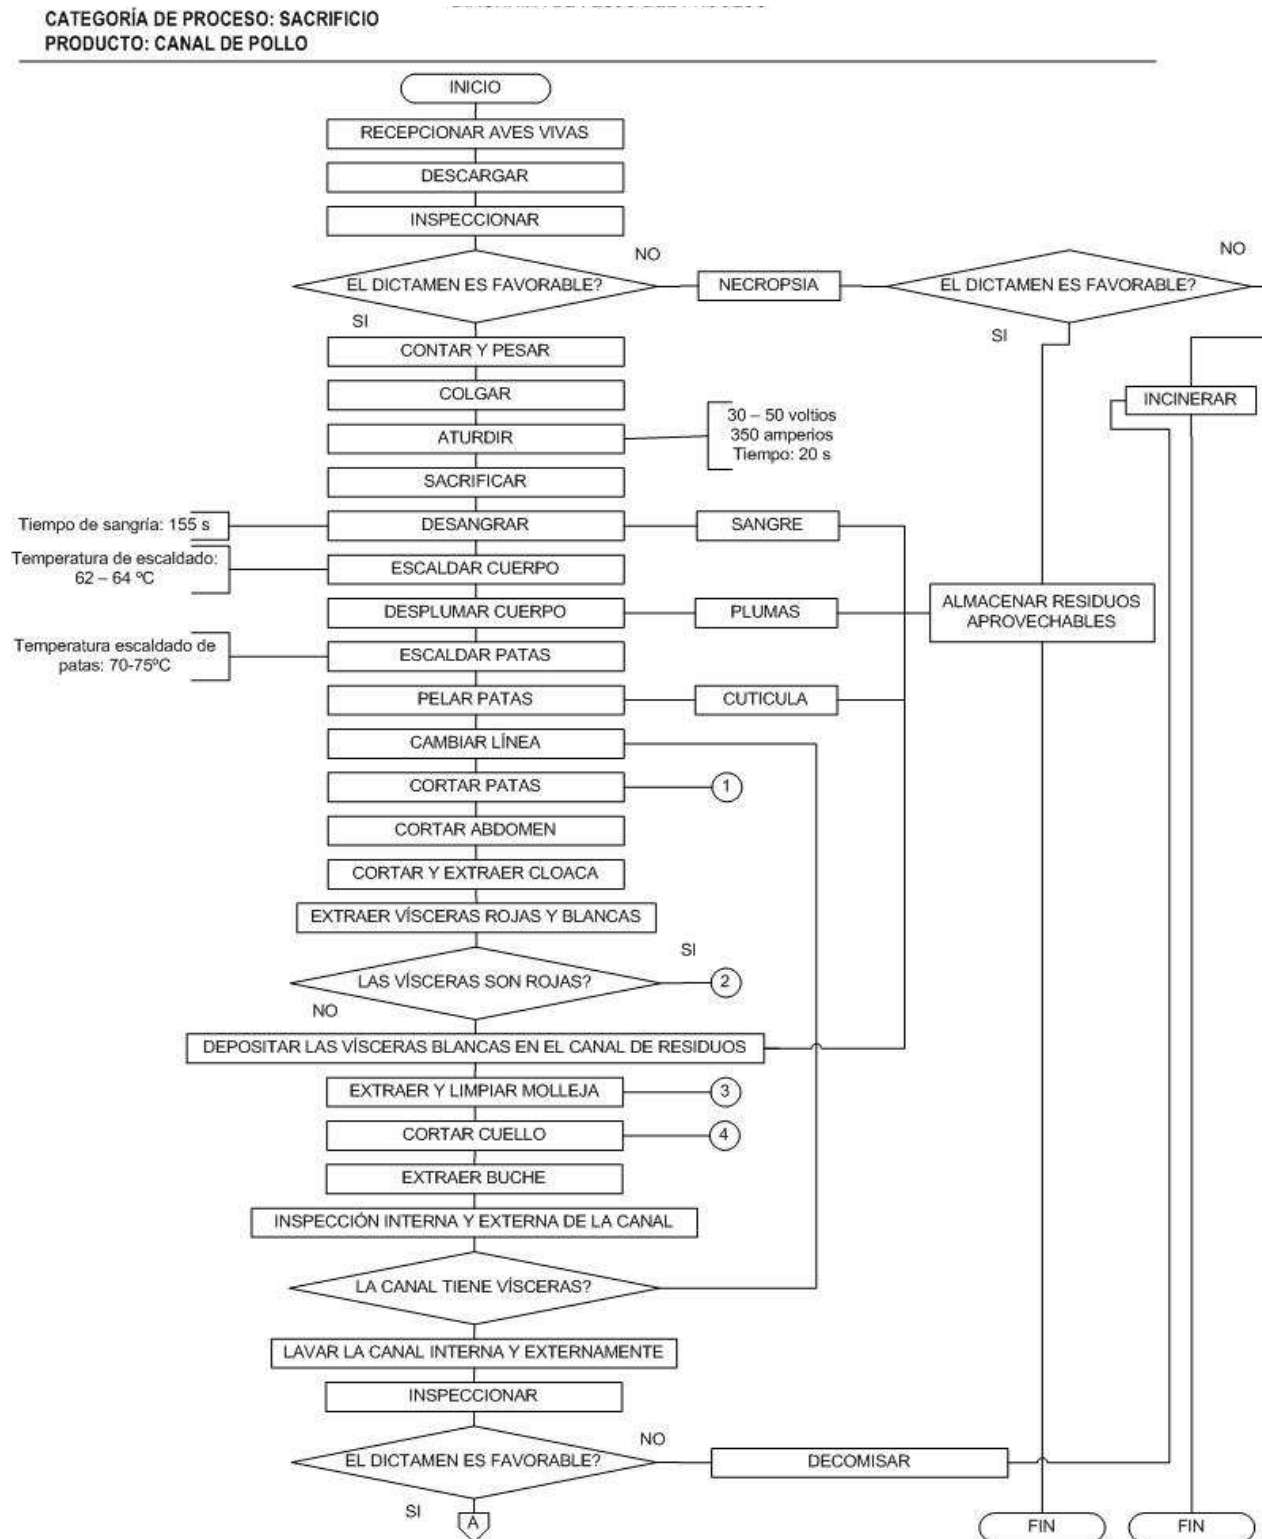 CATEGORÍA DE PROCESO: SACRIFICIO
PRODUCTO: CANAL DE POLLO
INICIO
RECEPCIONAR AVES VIVAS
DESCARGAR
INSPECCIONAR
EL DICTAMEN ES FAVORABLE?
NO
NECROPSIA
EL DICTAMEN ES FAVORABLE?
NO
SI
SI
CONTAR Y PESAR
COLGAR
INCINERAR
ATURDIR
30 – 50 voltios
350 amperios
Tiempo: 20 s
SACRIFICAR
Tiempo de sangría: 155 s
DESANGRAR
SANGRE
Temperatura de escaldado:
62 – 64 ºC
ESCALDAR CUERPO
DESPLUMAR CUERPO
PLUMAS
ALMACENAR RESIDUOS
APROVECHABLES
Temperatura escaldado de
patas: 70-75ºC
ESCALDAR PATAS
PELAR PATAS
CUTICULA
CAMBIAR LÍNEA
CORTAR PATAS
1
CORTAR ABDOMEN
CORTAR Y EXTRAER CLOACA
EXTRAER VÍSCERAS ROJAS Y BLANCAS
SI
LAS VÍSCERAS SON ROJAS?
2
NO
DEPOSITAR LAS VÍSCERAS BLANCAS EN EL CANAL DE RESIDUOS
EXTRAER Y LIMPIAR MOLLEJA
3
CORTAR CUELLO
4
EXTRAER BUCHE
INSPECCIÓN INTERNA Y EXTERNA DE LA CANAL
LA CANAL TIENE VÍSCERAS?
LAVAR LA CANAL INTERNA Y EXTERNAMENTE
INSPECCIONAR
EL DICTAMEN ES FAVORABLE?
NO
DECOMISAR
SI
A
FIN
FIN